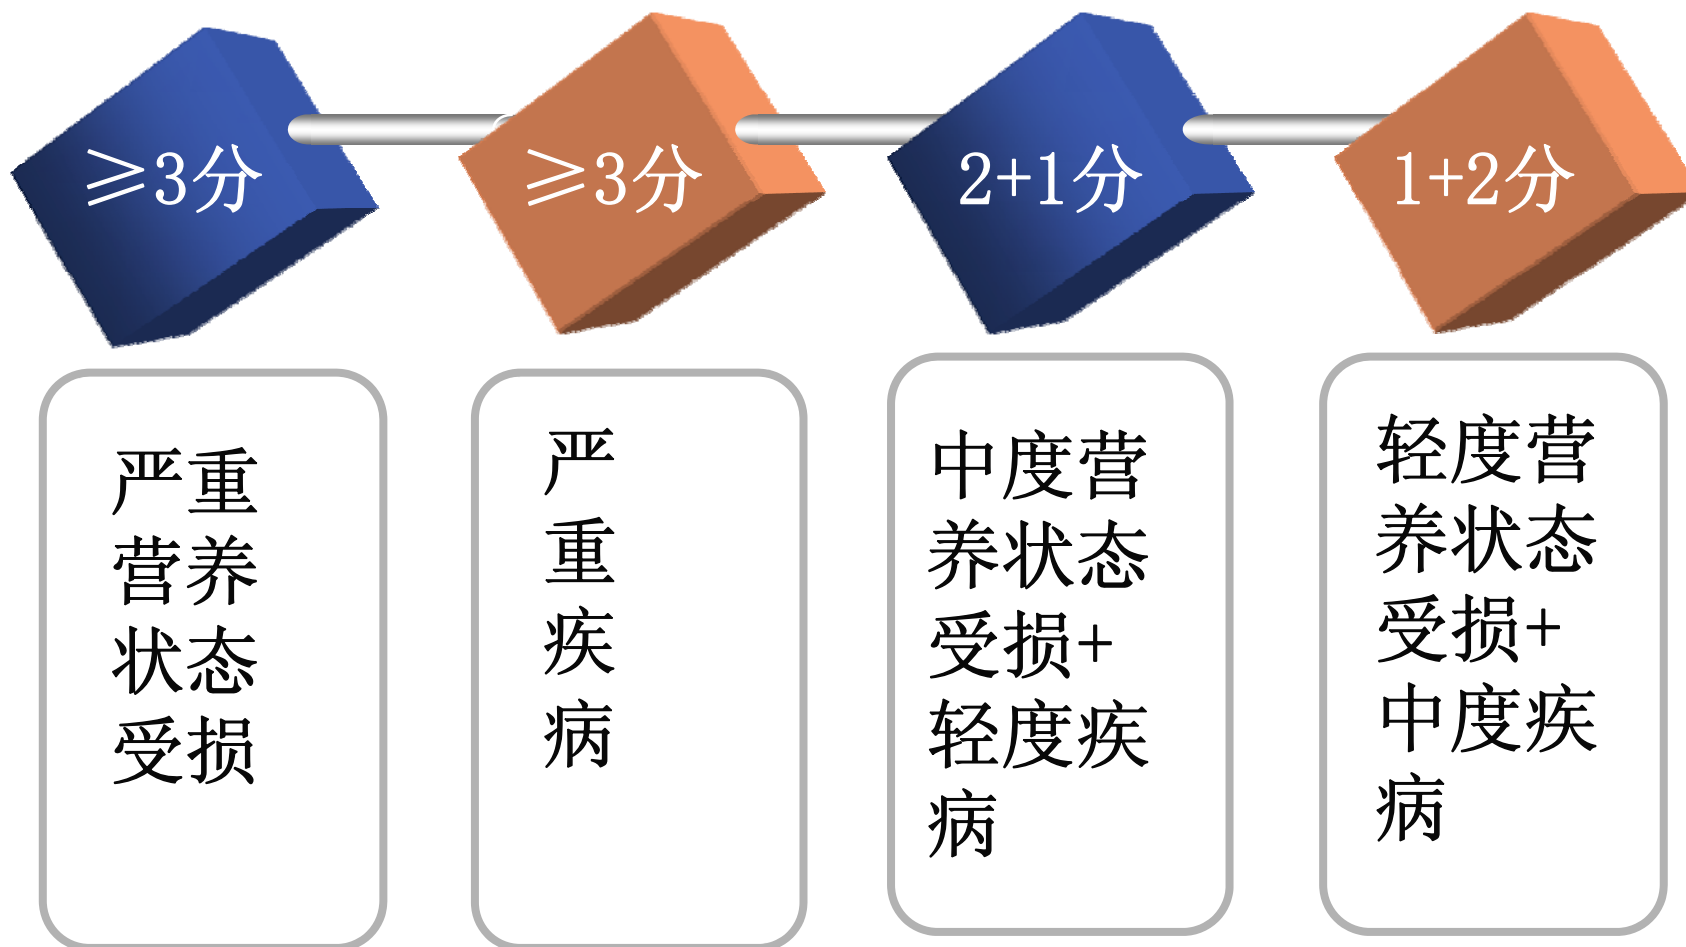 ≥3分
≥3分
2+1分
1+2分
严重
营养
状态
受损
严
重
疾
病
中度营
养状态
受损+
轻度疾
病
轻度营
养状态
受损+
中度疾
病